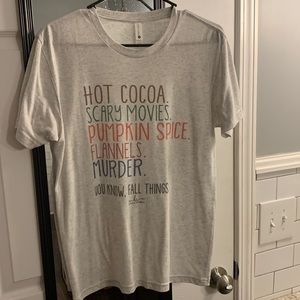 HOT COCOA.
SCARY MOVIES.
PUMPKIN SPICE.
FLANNELS.
MURDER.
YOU KNOW, FALL THINGS